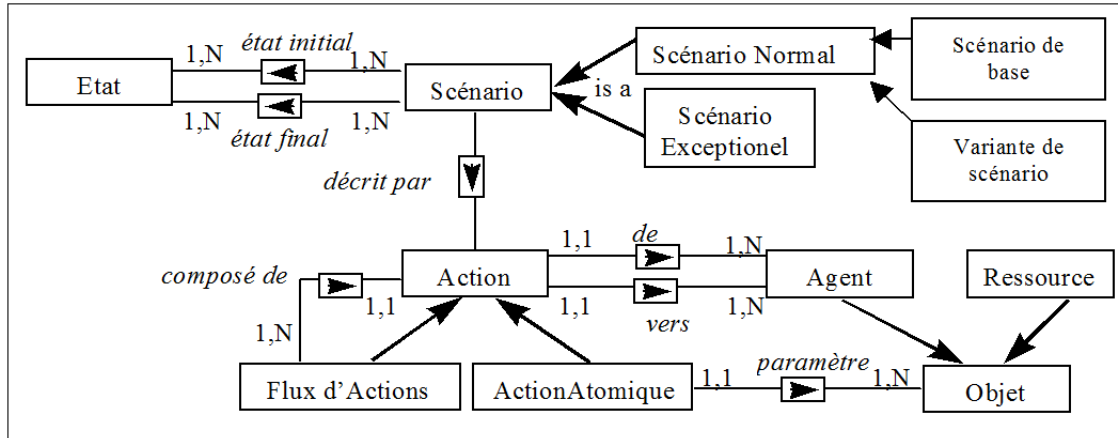 1,N
état initial
1,N
Scénario Normal
Scénario de
base
Etat
Scénario
is a
1,N
état final
1,N
Scénario
Exceptionel
Variante de
scénario
décrit par
1,1
de
1,N
composé de
1,1
Action
Agent
Ressource
1,1
vers
1,N
1,N
Flux d’Actions
ActionAtomique
1,1
paramètre
1,N
Objet